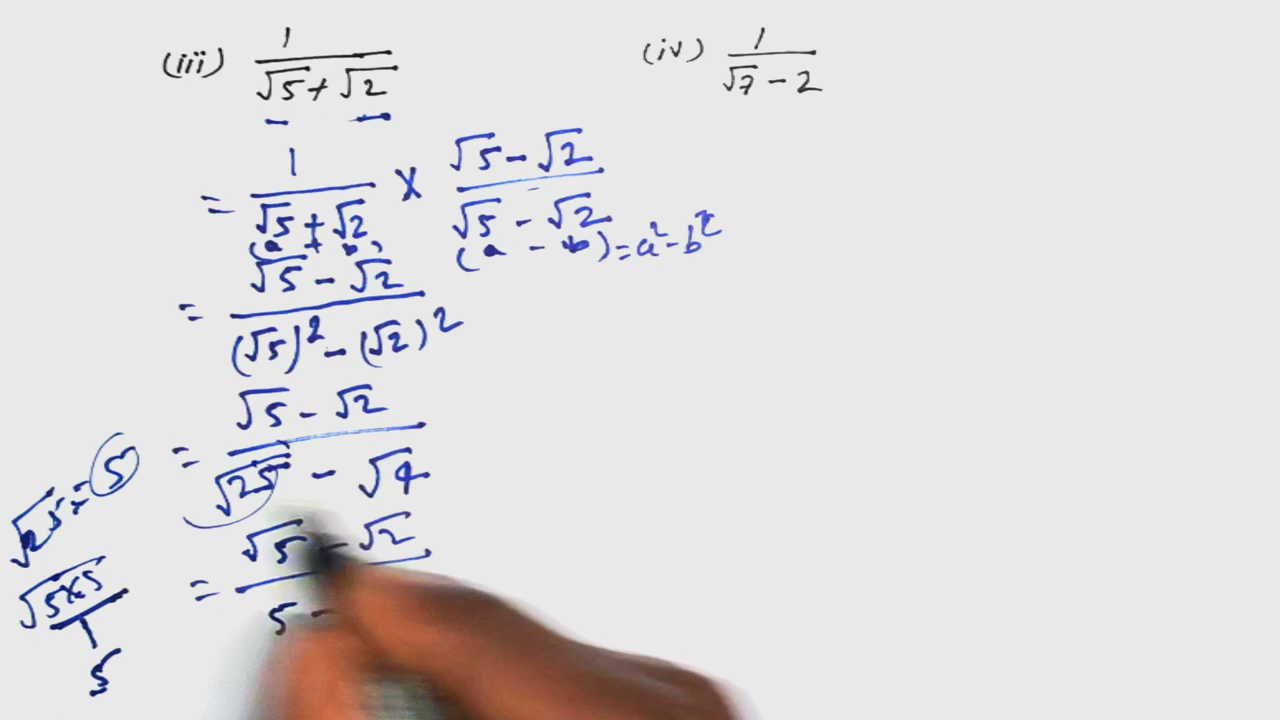 (iii) 1/(√5+√2)
= 1/(√5+√2) × (√5-√2)/(√5-√2)
(a + b) (a - b) = a²-b²
= (√5-√2)/((√5)²-(√2)²)
= (√5-√2)/(√25-√4)
= (√5-√2)/(5-
√25=5
√5×5
5
(iv) 1/(√7-2)